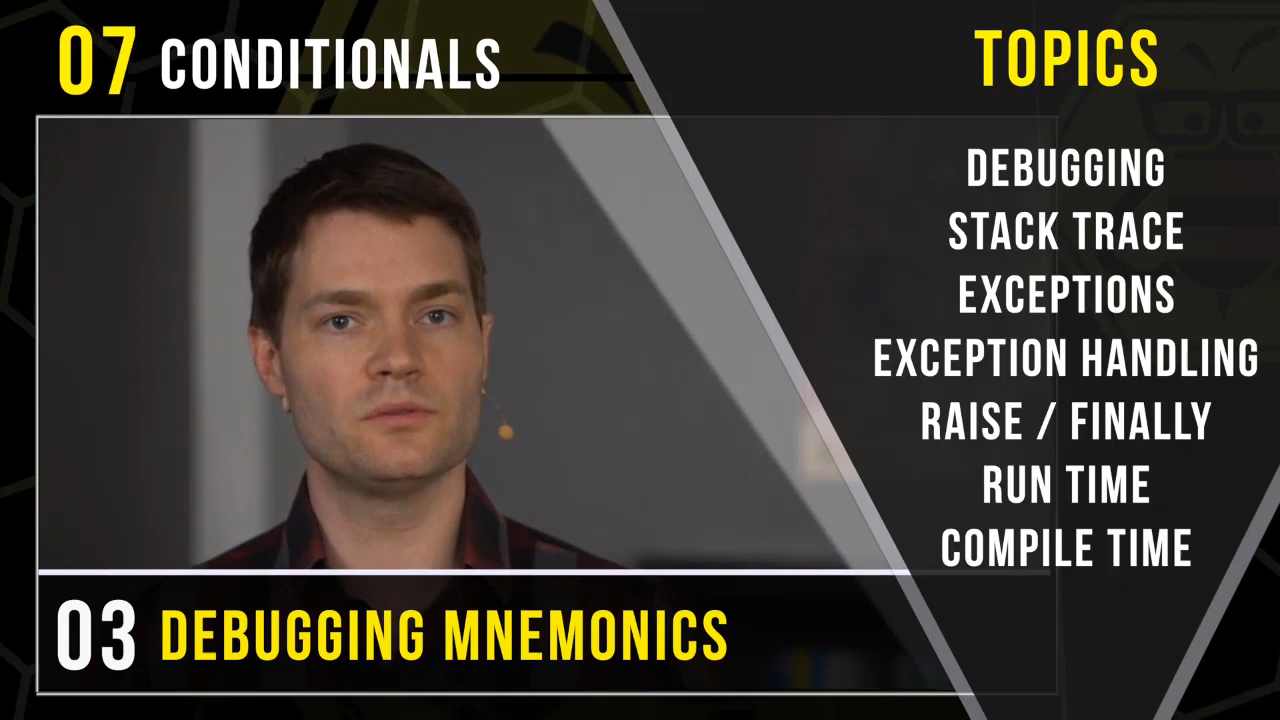 07 CONDITIONALS
TOPICS
DEBUGGING
STACK TRACE
EXCEPTIONS
EXCEPTION HANDLING
RAISE / FINALLY
RUN TIME
COMPILE TIME
03 DEBUGGING MNEMONICS